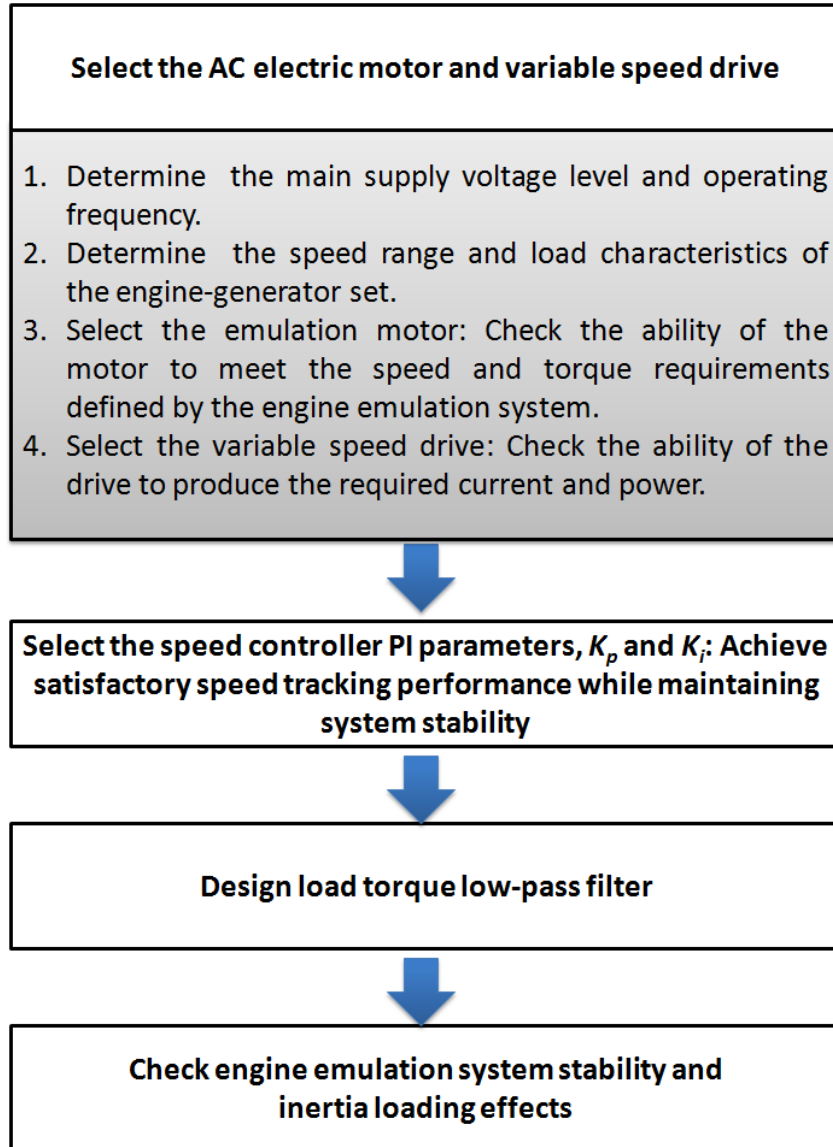 Select the AC electric motor and variable speed drive
1. Determine the main supply voltage level and operating
frequency.
2. Determine the speed range and load characteristics of
the engine-generator set.
3. Select the emulation motor: Check the ability of the
motor to meet the speed and torque requirements
defined by the engine emulation system.
4. Select the variable speed drive: Check the ability of the
drive to produce the required current and power.
Select the speed controller PI parameters, Kp and Ki: Achieve
satisfactory speed tracking performance while maintaining
system stability
Design load torque low-pass filter
Check engine emulation system stability and
inertia loading effects